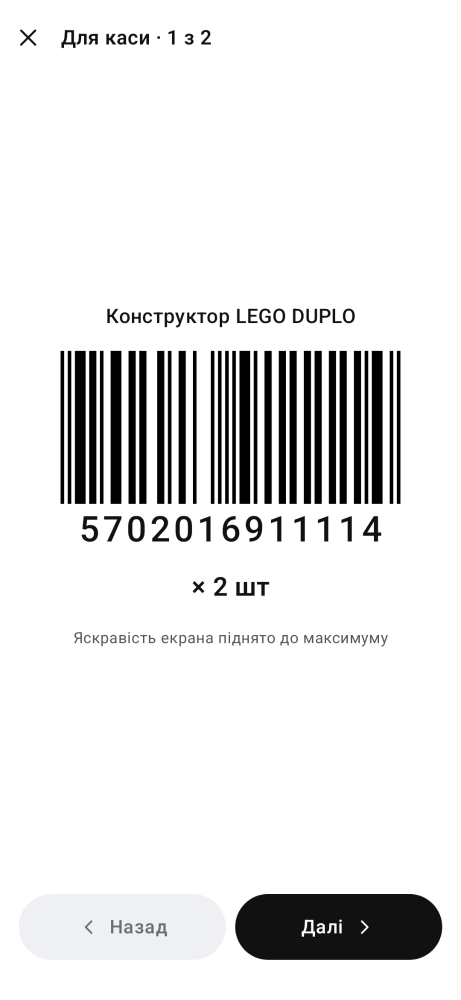 Для каси · 1 з 2
Конструктор LEGO DUPLO
5702016911114
× 2 шт
Яскравість екрана піднято до максимуму
Назад
Далі